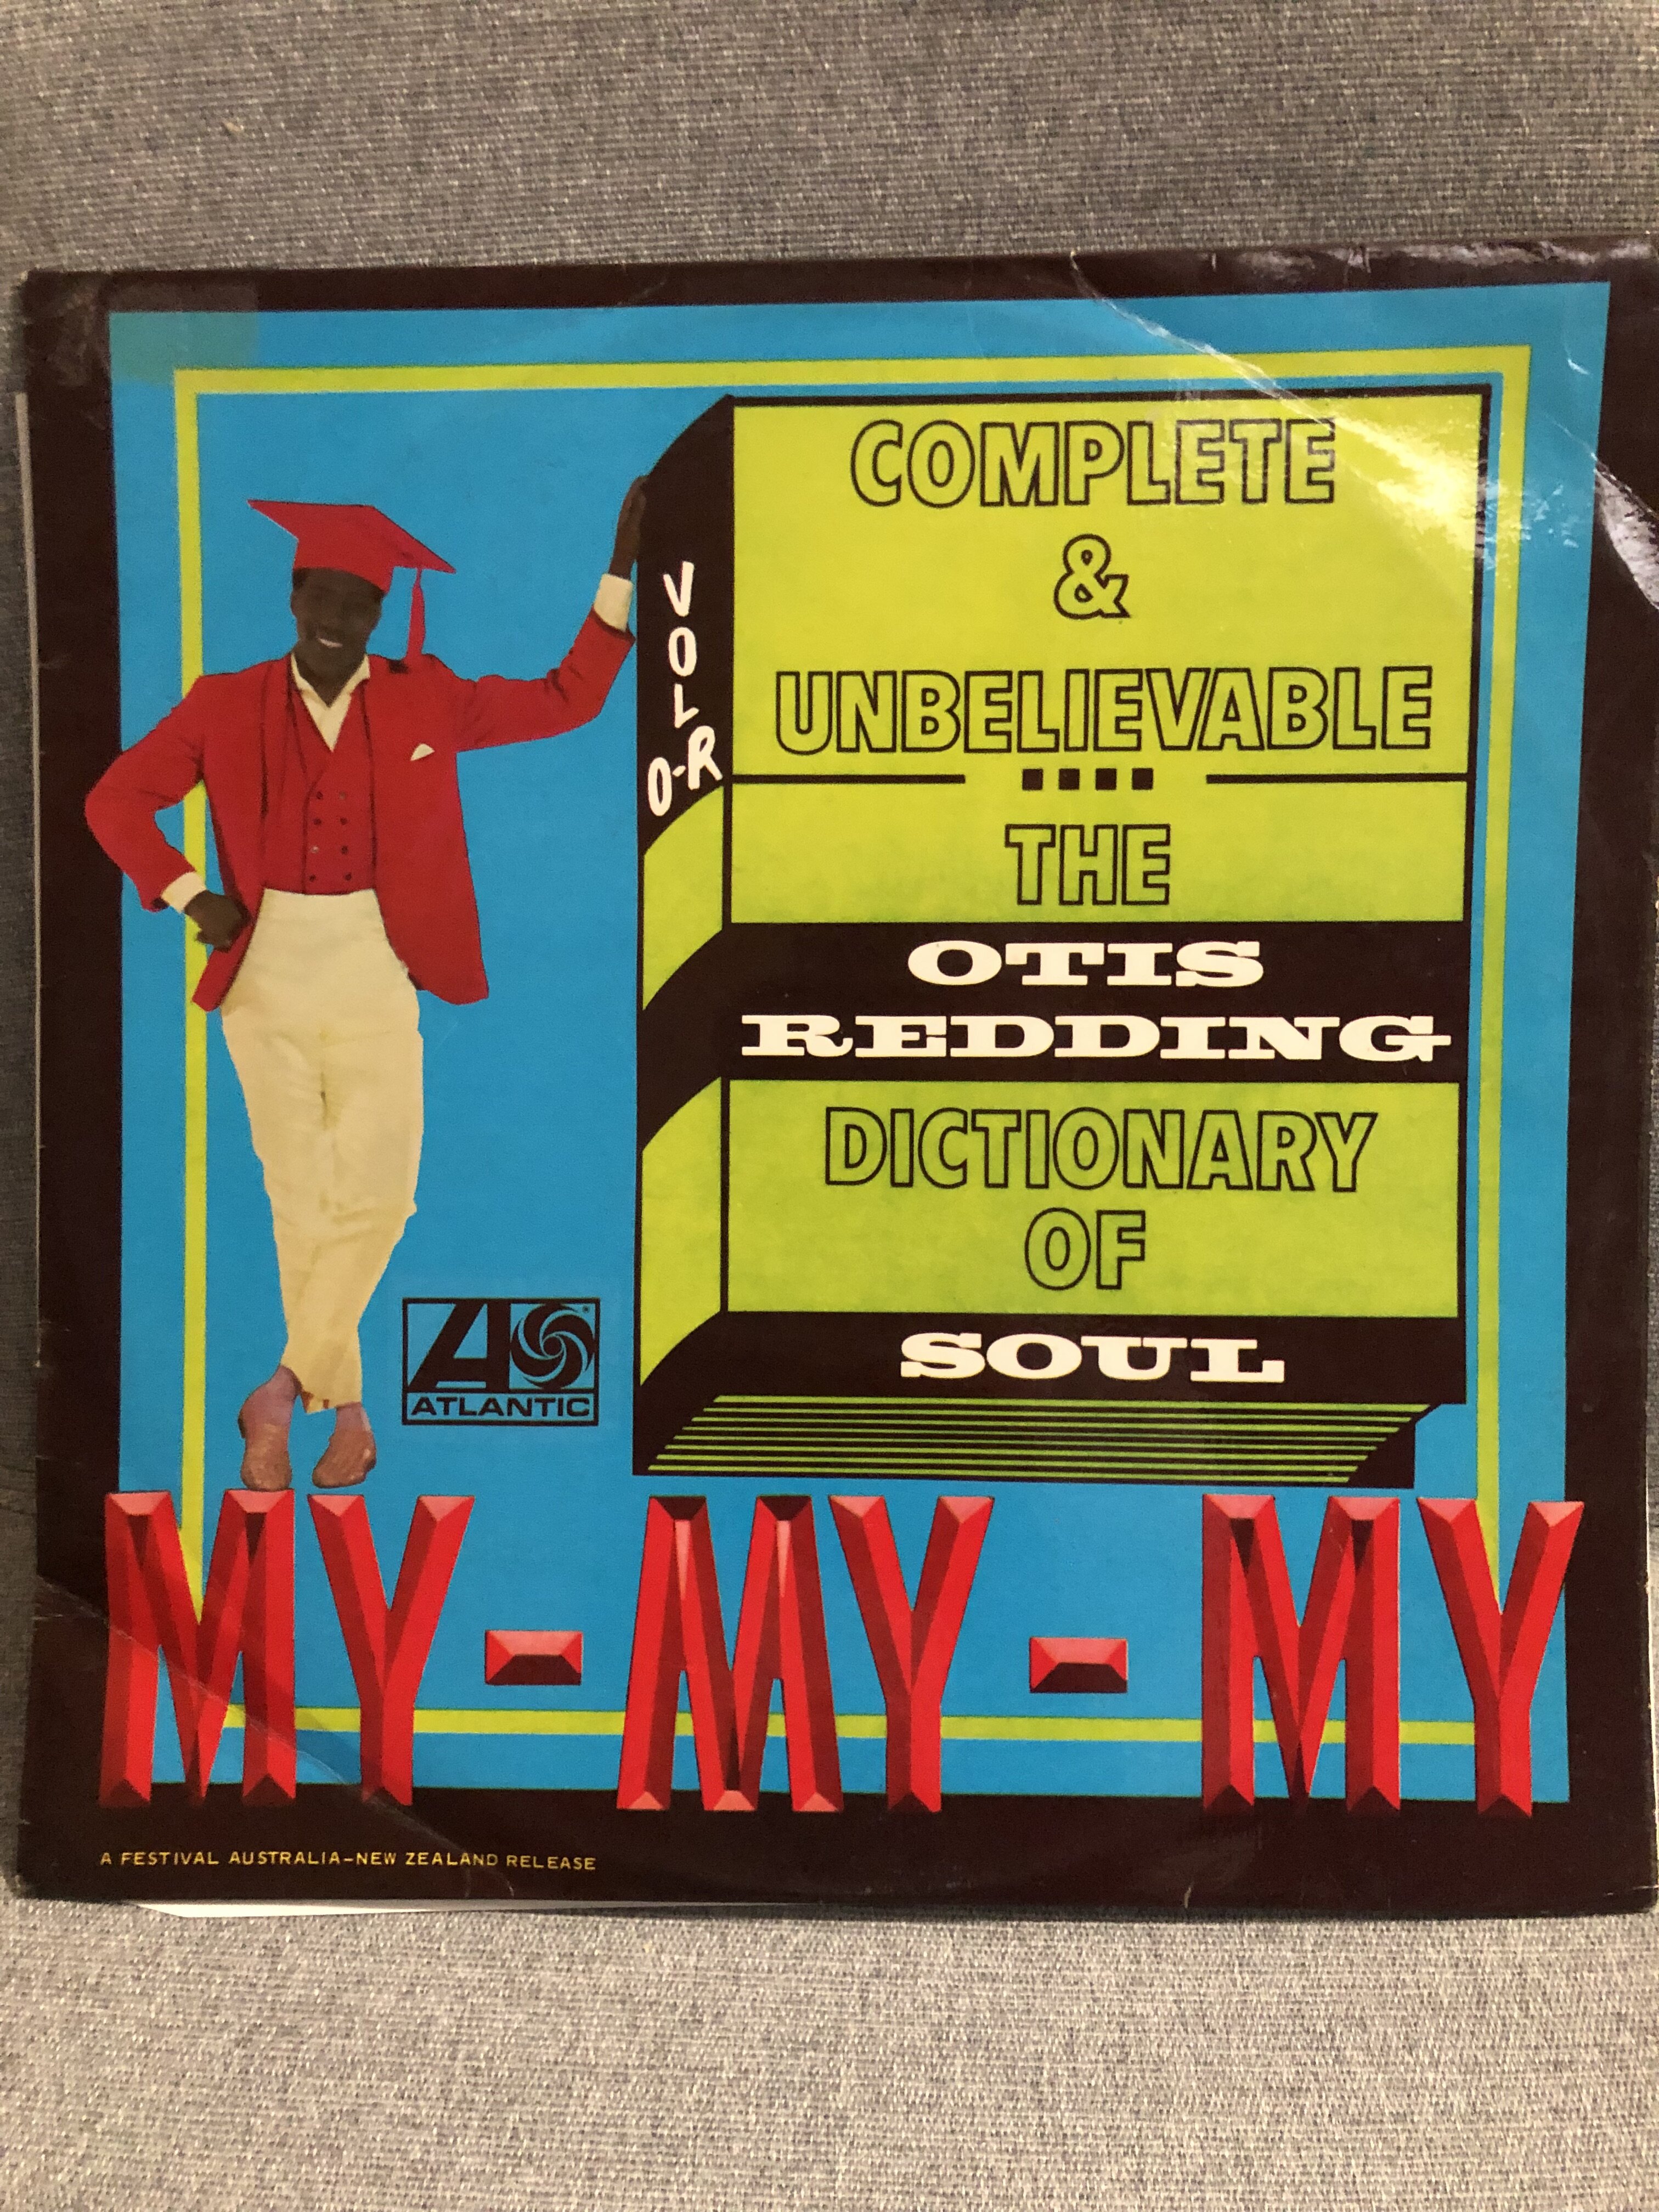 COMPLETE
&
UNBELIEVABLE
THE
OTIS
REDDING
DICTIONARY
OF
SOUL
VOL
O-R
ATLANTIC
MY-MY-MY
A FESTIVAL AUSTRALIA-NEW ZEALAND RELEASE